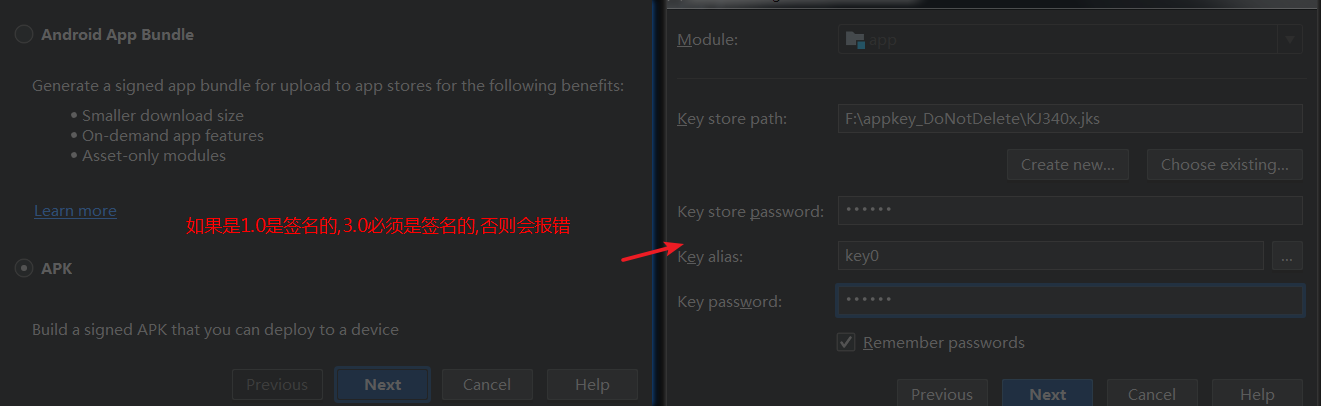 Android App Bundle
Generate a signed app bundle for upload to app stores for the following benefits:
• Smaller download size
• On-demand app features
• Asset-only modules
Learn more
如果是1.0是签名的,3.0必须是签名的,否则会报错
APK
Build a signed APK that you can deploy to a device
Previous Next Cancel Help
Module: app
Key store path: F:\appkey_DoNotDelete\KJ340x.jks
Create new... Choose existing...
Key store password: ••••••
Key alias: key0 ...
Key password: ••••••
Remember passwords
Previous Next Cancel Help